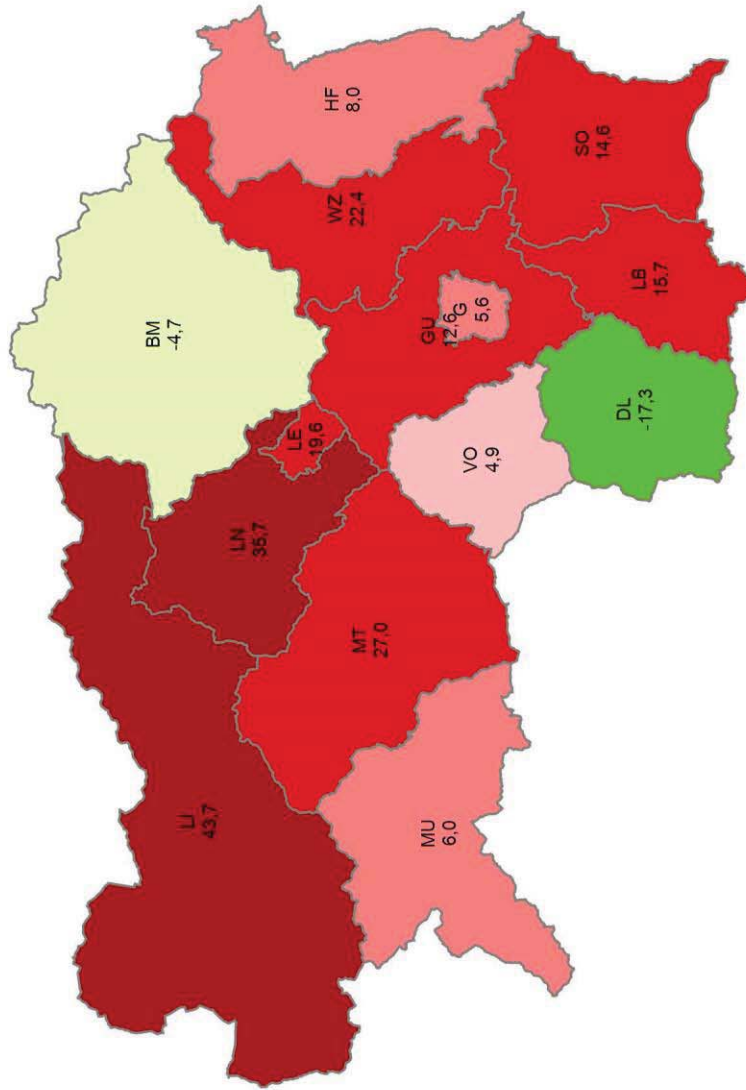 BM
-4,7
LI
43,7
LN
35,7
LE
19,6
WZ
22,4
HF
8,0
MT
27,0
MU
6,0
GU
12,6
G
5,6
VO
4,9
SO
14,6
DL
-17,3
LB
15,7